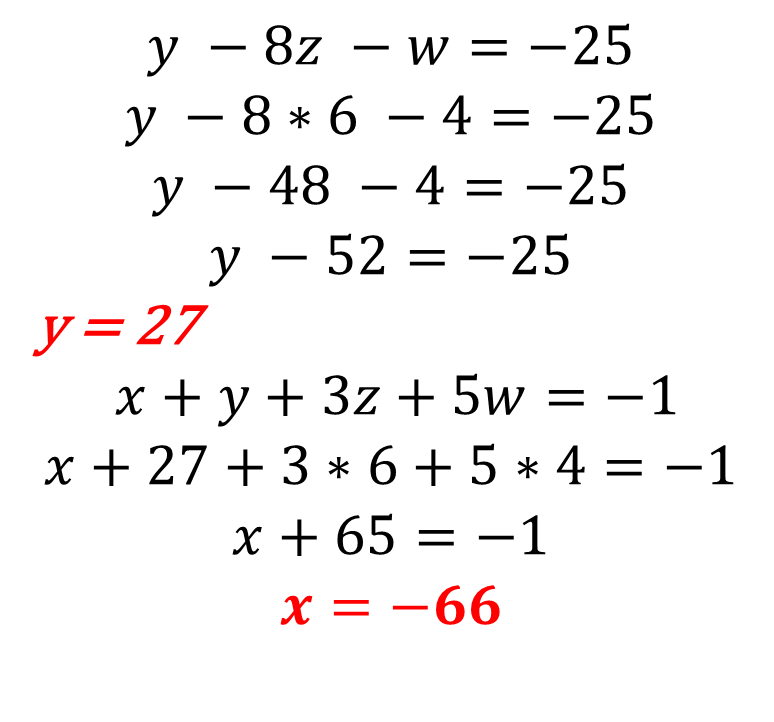 y − 8z − w = −25
y − 8 ∗ 6 − 4 = −25
y − 48 − 4 = −25
y − 52 = −25
y = 27
x + y + 3z + 5w = −1
x + 27 + 3 ∗ 6 + 5 ∗ 4 = −1
x + 65 = −1
x = −66